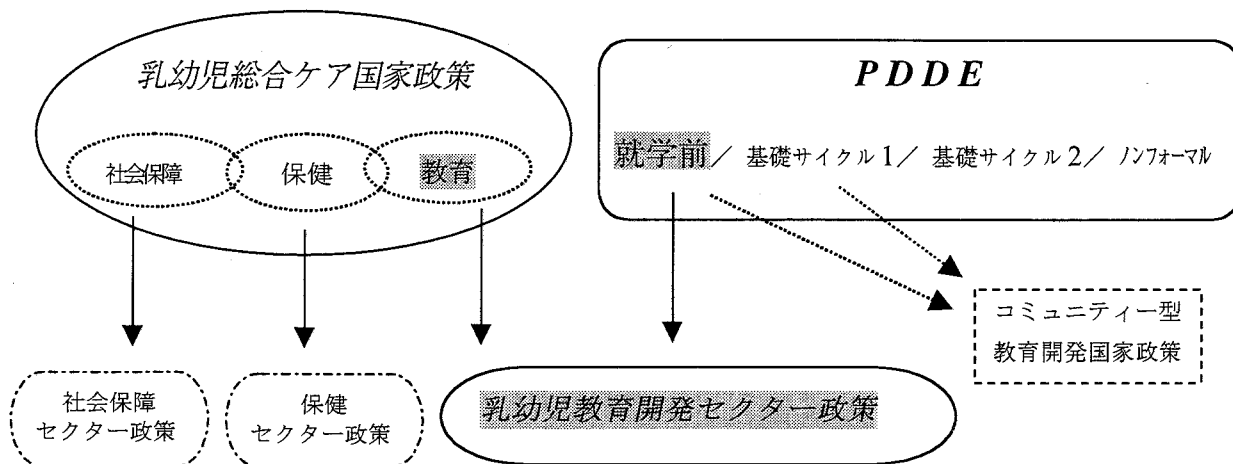 乳幼児総合ケア国家政策
社会保障
保健
教育
PDDE
就学前／ 基礎サイクル1／ 基礎サイクル2／ ノンフォーマル
コミュニティー型
教育開発国家政策
社会保障
セクター政策
保健
セクター政策
乳幼児教育開発セクター政策